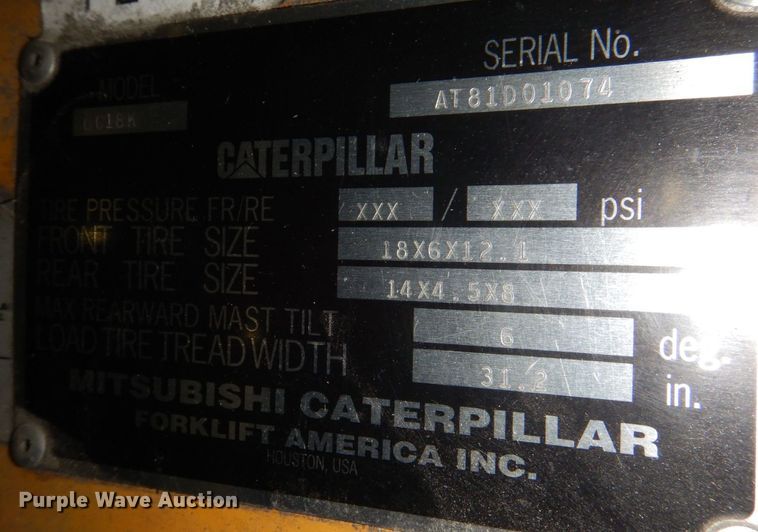 SERIAL No.
MODEL
AT81D01074
GC18K
CATERPILLAR
TIRE PRESSURE FR/RE XXX / XXX psi
FRONT TIRE SIZE 18X6X12.1
REAR TIRE SIZE 14X4.5X8
MAX REARWARD MAST TILT 6 deg.
LOAD TIRE TREAD WIDTH 31.2 in.
MITSUBISHI CATERPILLAR
FORKLIFT AMERICA INC.
HOUSTON, USA
Purple Wave Auction